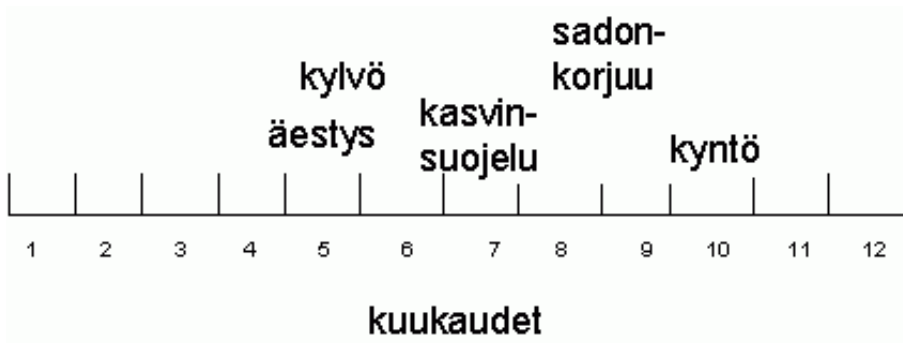 sadon-
korjuu
kylvö
kasvin-
suojelu
äestys
kyntö
1 2 3 4 5 6 7 8 9 10 11 12
kuukaudet